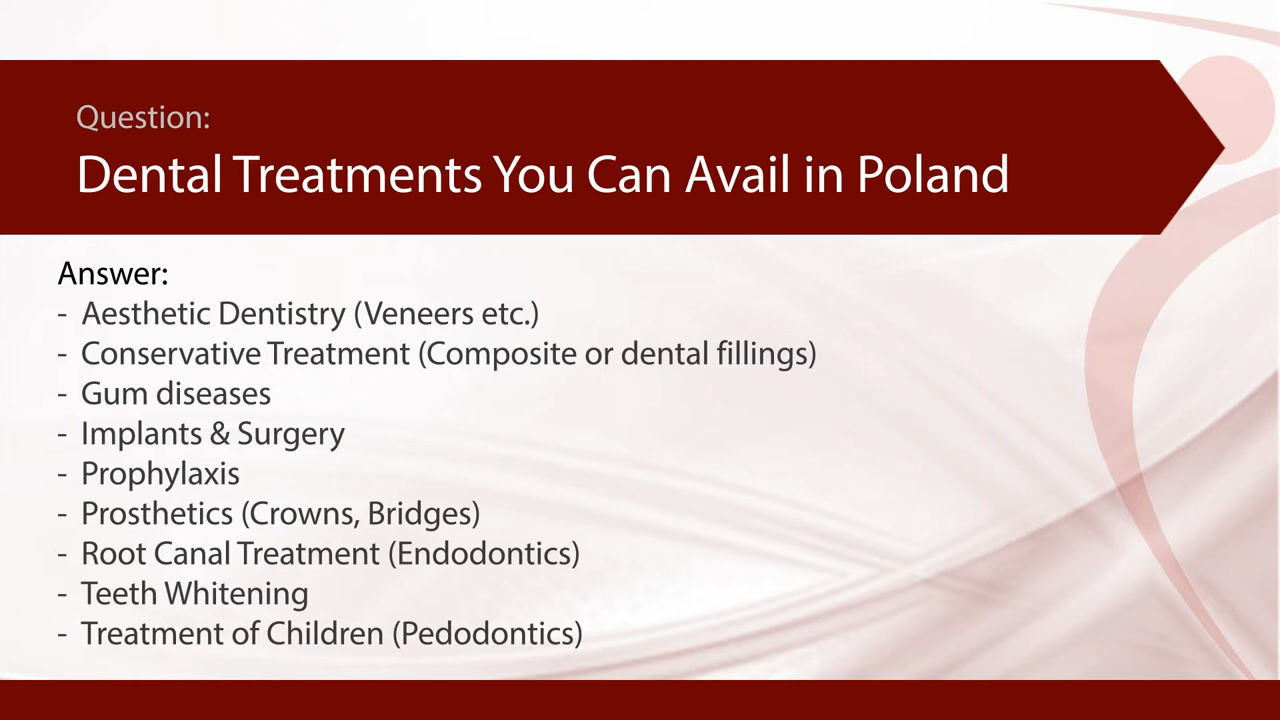 Question:
Dental Treatments You Can Avail in Poland
Answer:
- Aesthetic Dentistry (Veneers etc.)
- Conservative Treatment (Composite or dental fillings)
- Gum diseases
- Implants & Surgery
- Prophylaxis
- Prosthetics (Crowns, Bridges)
- Root Canal Treatment (Endodontics)
- Teeth Whitening
- Treatment of Children (Pedodontics)